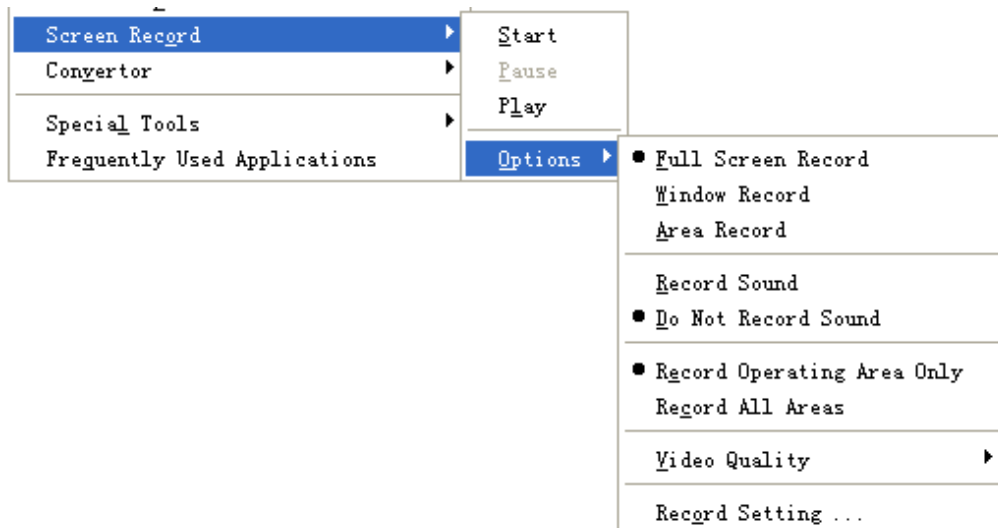 Screen Record
Convertor
Special Tools
Frequently Used Applications
Start
Pause
Play
Options
Full Screen Record
Window Record
Area Record
Record Sound
Do Not Record Sound
Record Operating Area Only
Record All Areas
Video Quality
Record Setting ...